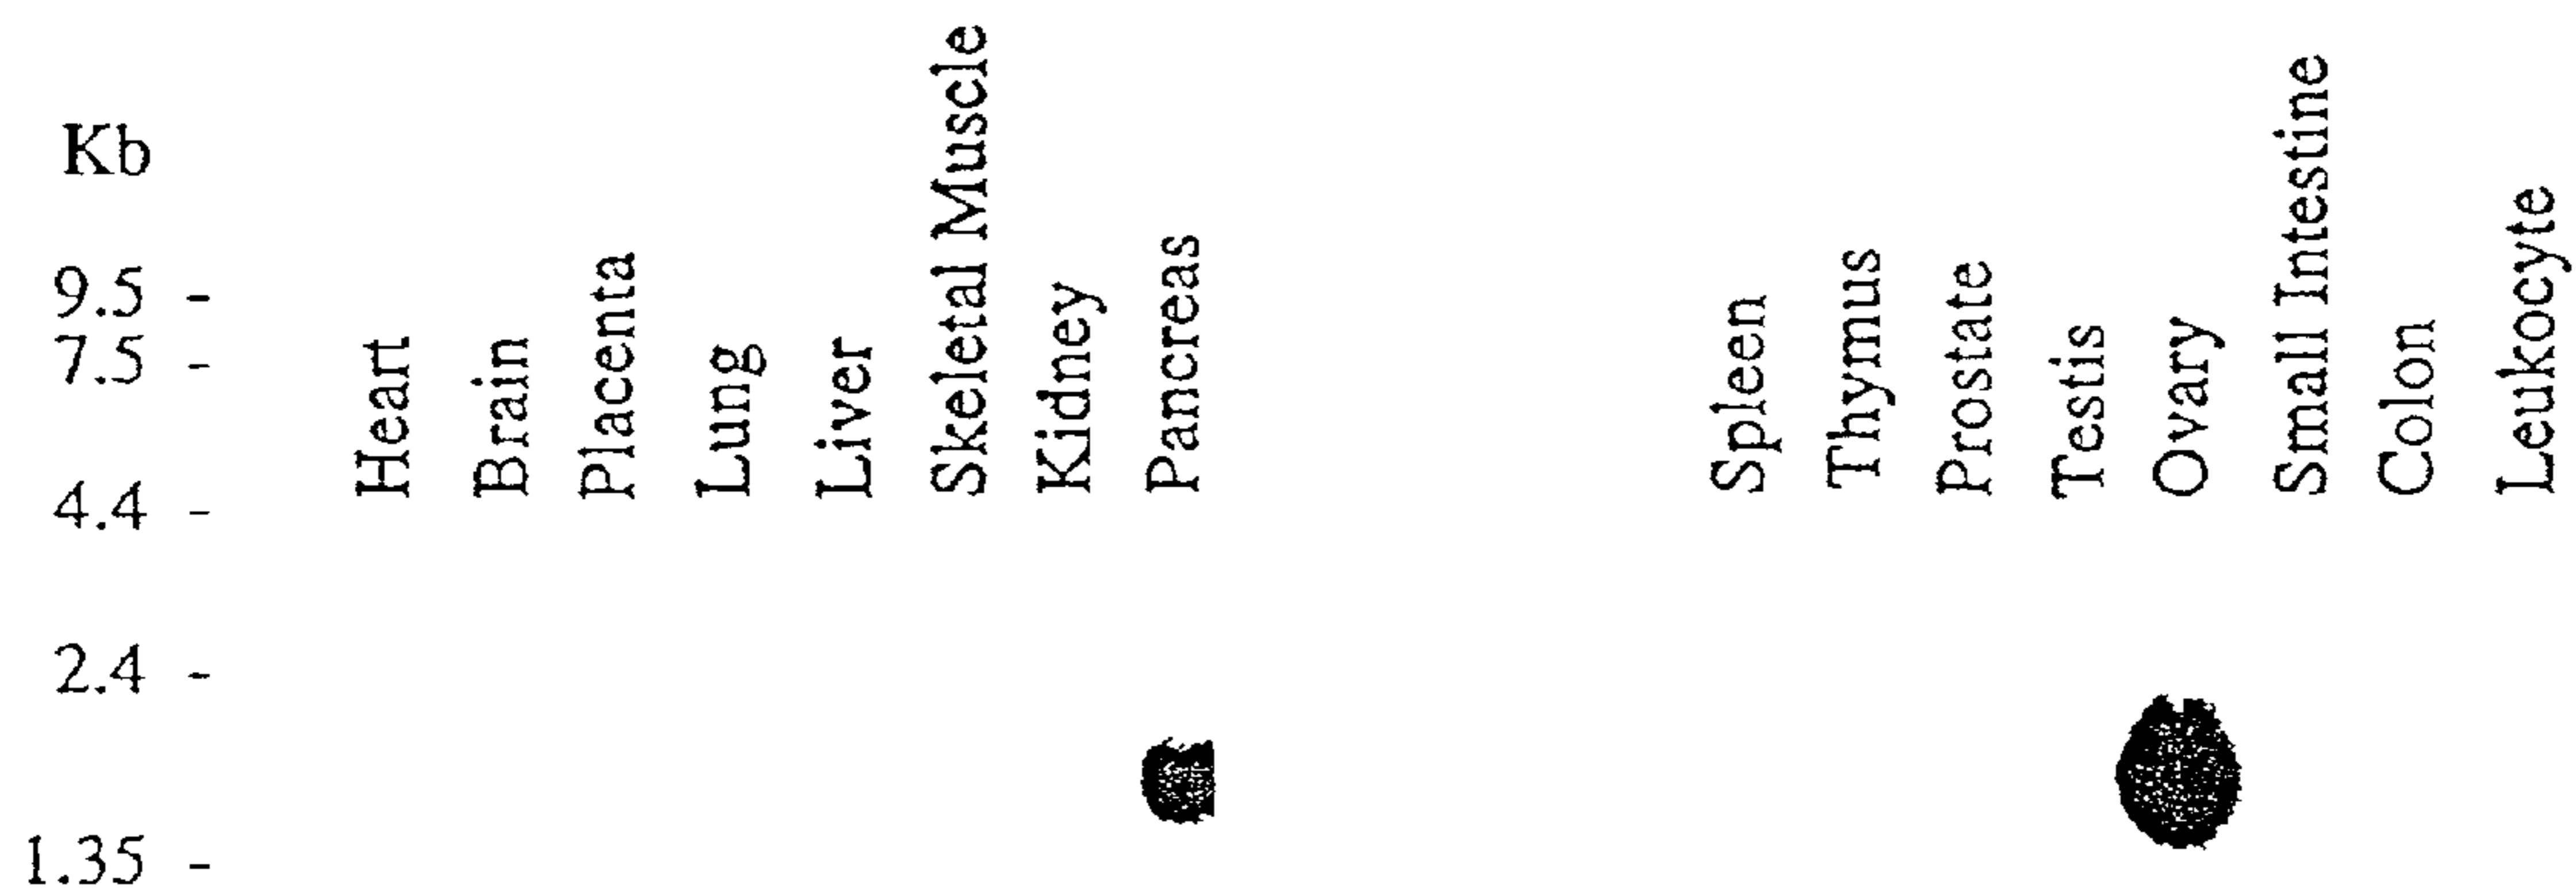 Kb
9.5 -
7.5 -
4.4 -
2.4 -
1.35 -
Heart
Brain
Placenta
Lung
Liver
Skeletal Muscle
Kidney
Pancreas
Spleen
Thymus
Prostate
Testis
Ovary
Small Intestine
Colon
Leukocyte